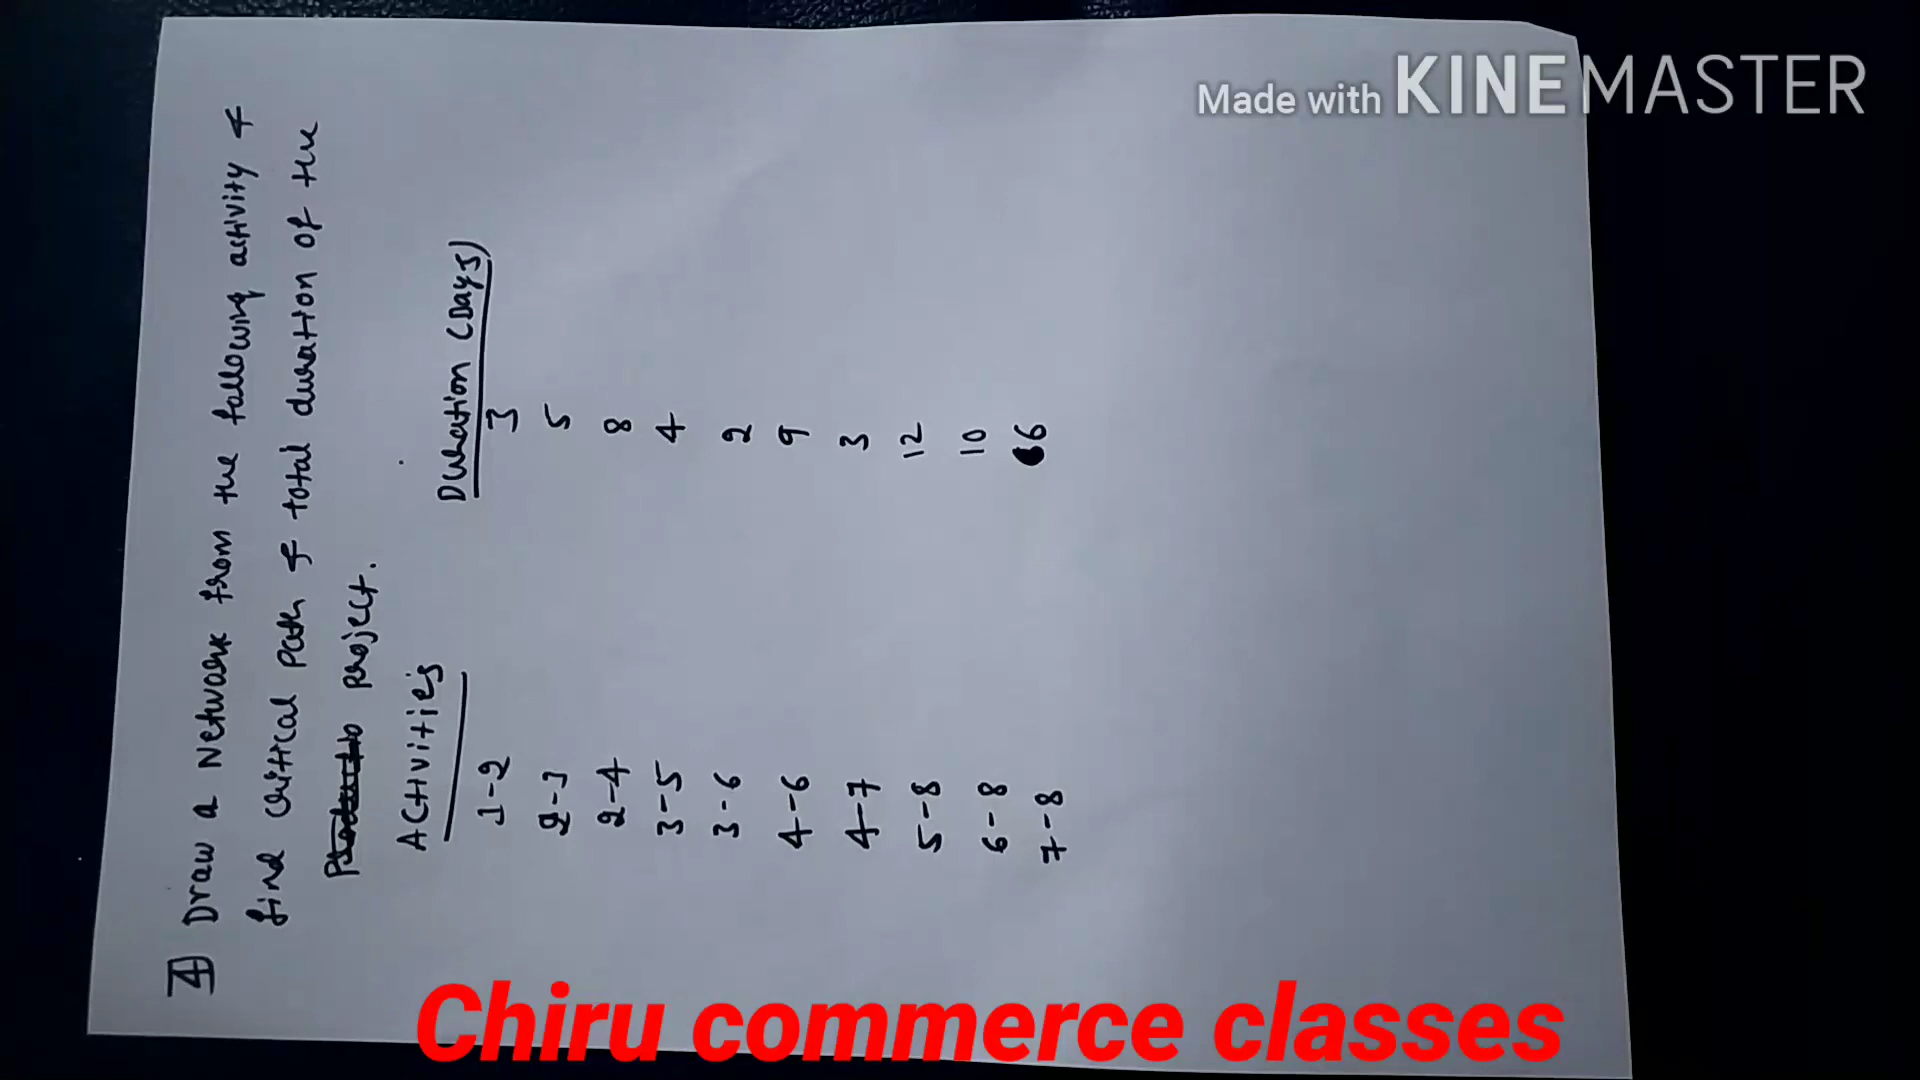 Made with KINEMASTER
4 Draw a Network from the following activity &
find critical path & total duration of the
project.
Activities Duration (Days)
1-2 3
2-3 5
2-4 8
3-5 4
3-6 2
4-6 9
4-7 3
5-8 12
6-8 10
7-8 6
Chiru commerce classes